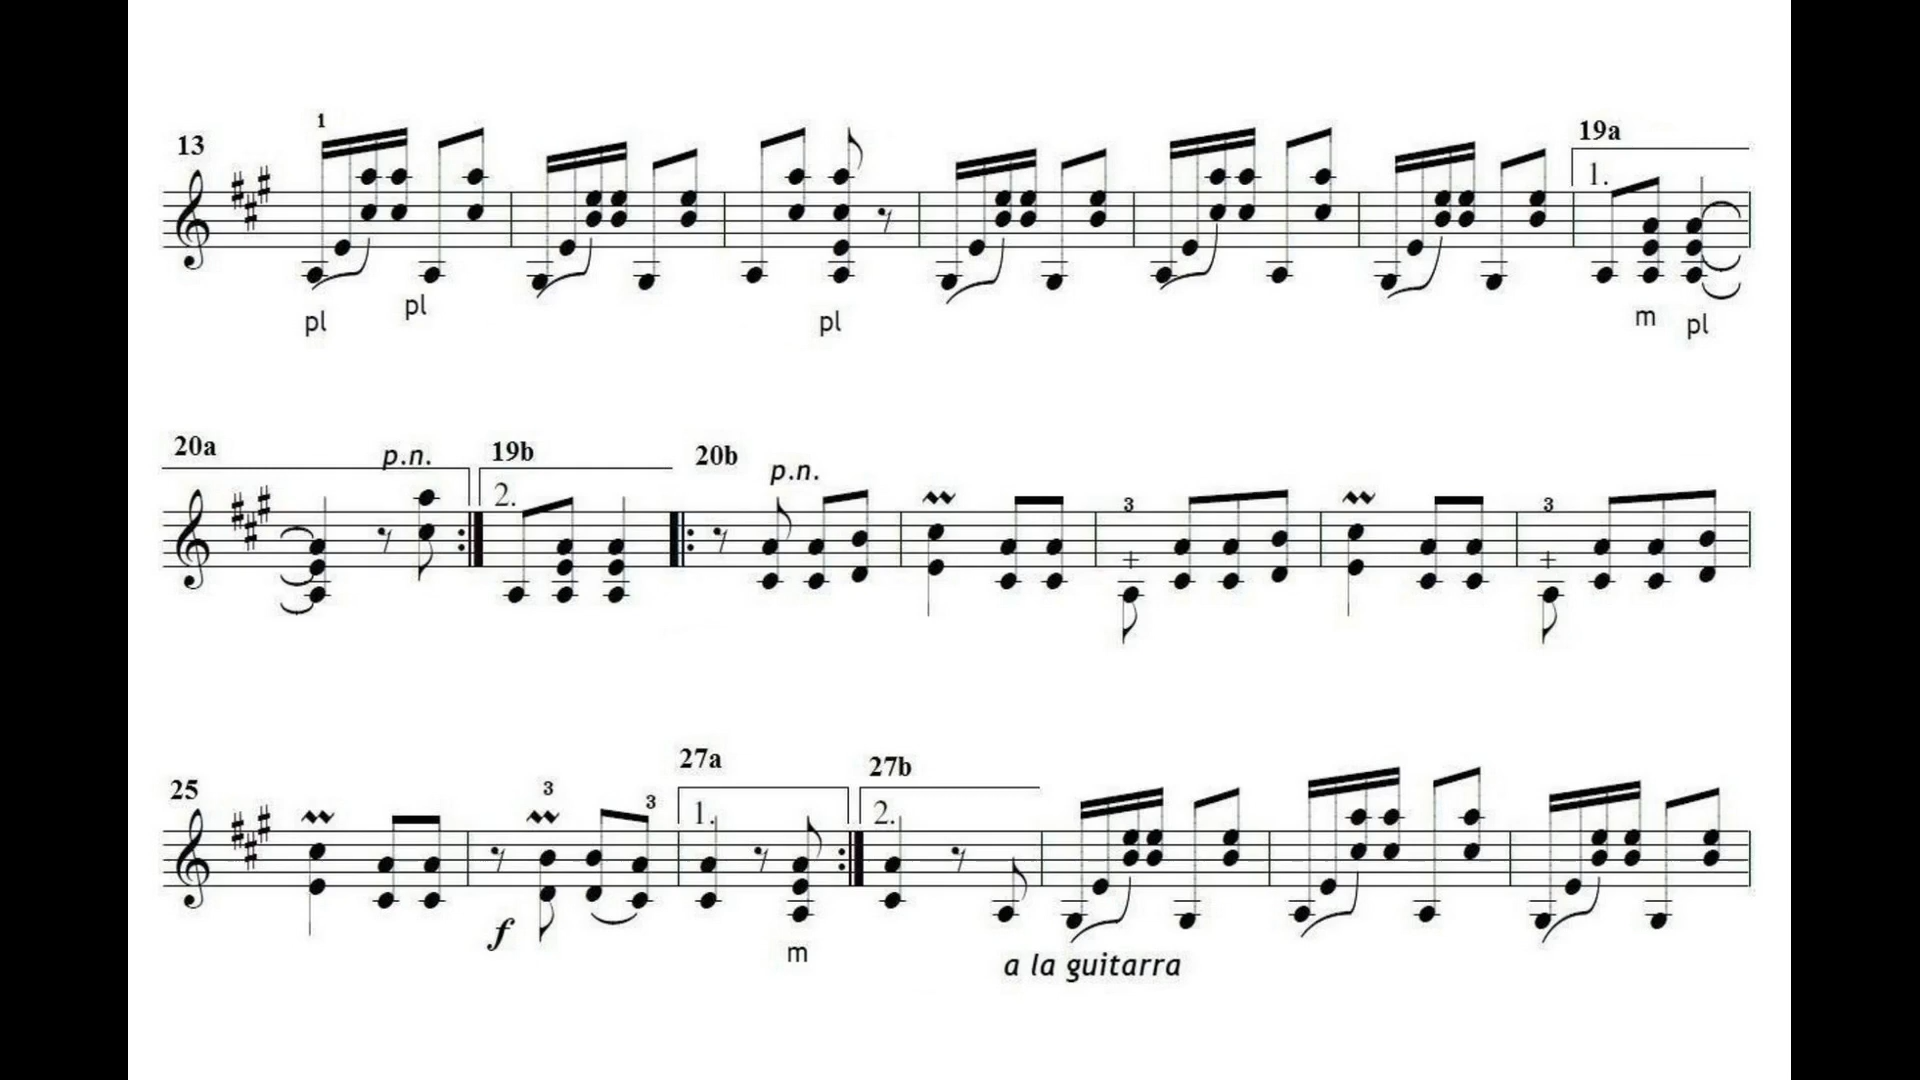 1
13
19a
1.
pl
pl
pl
m
pl
20a
p.n.
19b
20b
p.n.
2.
3
3
25
3
3
27a
27b
1.
2.
f
m
a la guitarra